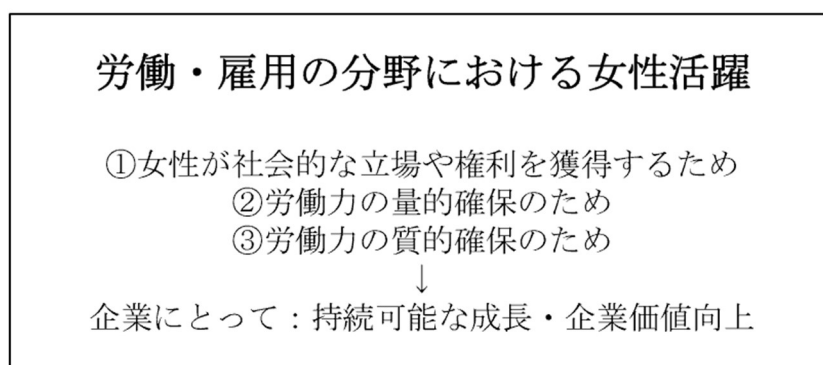 労働・雇用の分野における女性活躍
①女性が社会的な立場や権利を獲得するため
②労働力の量的確保のため
③労働力の質的確保のため
↓
企業にとって：持続可能な成長・企業価値向上